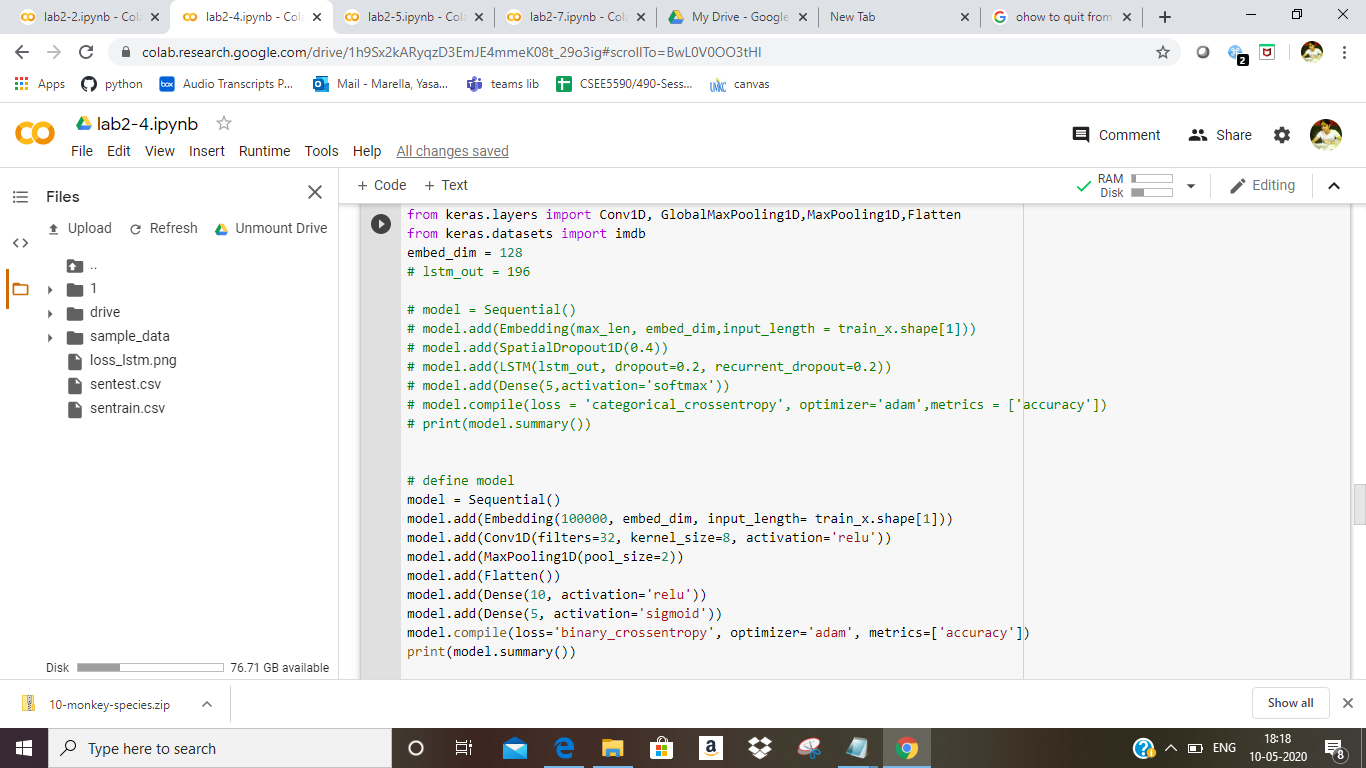 lab2-2.ipynb - Col
lab2-4.ipynb - Col
lab2-5.ipynb - Col
lab2-7.ipynb - Col
My Drive - Google
New Tab
ohow to quit from
colab.research.google.com/drive/1h9Sx2kARyqzD3EmJE4mmeK08t_29o3ig#scrollTo=BwL0V0OO3tHI
2
Apps
python
box
Audio Transcripts P...
Mail - Marella, Yasa...
teams lib
CSEE5590/490-Sess...
UMKC
canvas
lab2-4.ipynb
Comment
Share
File Edit View Insert Runtime Tools Help All changes saved
Files
+ Code + Text
RAM
Disk
Editing
Upload Refresh Unmount Drive
..
1
drive
sample_data
loss_lstm.png
sentest.csv
sentrain.csv
Disk 76.71 GB available
from keras.layers import Conv1D, GlobalMaxPooling1D,MaxPooling1D,Flatten
from keras.datasets import imdb
embed_dim = 128
# lstm_out = 196
# model = Sequential()
# model.add(Embedding(max_len, embed_dim,input_length = train_x.shape[1]))
# model.add(SpatialDropout1D(0.4))
# model.add(LSTM(lstm_out, dropout=0.2, recurrent_dropout=0.2))
# model.add(Dense(5,activation='softmax'))
# model.compile(loss = 'categorical_crossentropy', optimizer='adam',metrics = ['accuracy'])
# print(model.summary())
# define model
model = Sequential()
model.add(Embedding(100000, embed_dim, input_length= train_x.shape[1]))
model.add(Conv1D(filters=32, kernel_size=8, activation='relu'))
model.add(MaxPooling1D(pool_size=2))
model.add(Flatten())
model.add(Dense(10, activation='relu'))
model.add(Dense(5, activation='sigmoid'))
model.compile(loss='binary_crossentropy', optimizer='adam', metrics=['accuracy'])
print(model.summary())
10-monkey-species.zip
Show all
Type here to search
ENG
18:18
10-05-2020
8